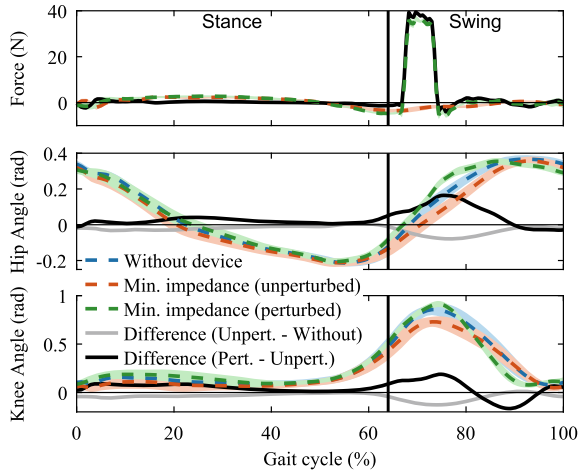 40
Stance
Swing
20
0
Force (N)
0.4
0.2
0
-0.2
Hip Angle (rad)
Without device
Min. impedance (unperturbed)
Min. impedance (perturbed)
Difference (Unpert. - Without)
Difference (Pert. - Unpert.)
1
0.5
0
Knee Angle (rad)
0 20 40 60 80 100
Gait cycle (%)